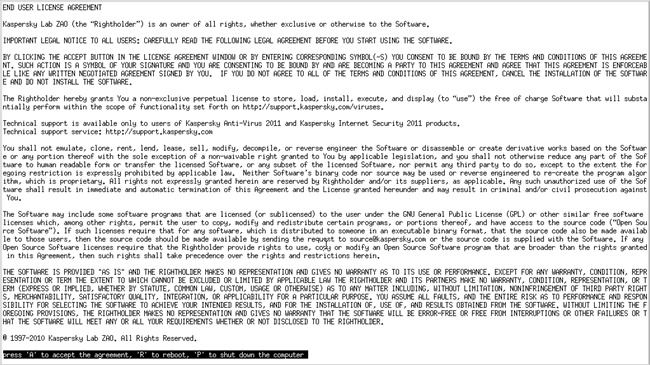 END USER LICENSE AGREEMENT
Kaspersky Lab ZAO (the “Rightholder”) is an owner of all rights, whether exclusive or otherwise to the Software.
IMPORTANT LEGAL NOTICE TO ALL USERS: CAREFULLY READ THE FOLLOWING LEGAL AGREEMENT BEFORE YOU START USING THE SOFTWARE.
BY CLICKING THE ACCEPT BUTTON IN THE LICENSE AGREEMENT WINDOW OR BY ENTERING CORRESPONDING SYMBOL(-S) YOU CONSENT TO BE BOUND BY THE TERMS AND CONDITIONS OF THIS AGREEME
NT. SUCH ACTION IS A SYMBOL OF YOUR SIGNATURE AND YOU ARE CONSENTING TO BE BOUND BY AND ARE BECOMING A PARTY TO THIS AGREEMENT AND AGREE THAT THIS AGREEMENT IS ENFORCEAB
LE LIKE ANY WRITTEN NEGOTIATED AGREEMENT SIGNED BY YOU.  IF YOU DO NOT AGREE TO ALL OF THE TERMS AND CONDITIONS OF THIS AGREEMENT, CANCEL THE INSTALLATION OF THE SOFTWAR
E AND DO NOT INSTALL THE SOFTWARE.
The Rightholder hereby grants You a non-exclusive perpetual license to store, load, install, execute, and display (to “use”) the free of charge Software that will substa
ntially perform within the scope of functionality set forth on http://support.kaspersky.com/viruses.
Technical support is available only to users of Kaspersky Anti-Virus 2011 and Kaspersky Internet Security 2011 products.
Technical support service: http://support.kaspersky.com
You shall not emulate, clone, rent, lend, lease, sell, modify, decompile, or reverse engineer the Software or disassemble or create derivative works based on the Softwar
e or any portion thereof with the sole exception of a non-waivable right granted to You by applicable legislation, and you shall not otherwise reduce any part of the Sof
tware to human readable form or transfer the licensed Software, or any subset of the licensed Software, nor permit any third party to do so, except to the extent the for
egoing restriction is expressly prohibited by applicable law.  Neither Software’s binary code nor source may be used or reverse engineered to re-create the program algor
ithm, which is proprietary. All rights not expressly granted herein are reserved by Rightholder and/or its suppliers, as applicable. Any such unauthorized use of the Sof
tware shall result in immediate and automatic termination of this Agreement and the License granted hereunder and may result in criminal and/or civil prosecution against
You.
The Software may include some software programs that are licensed (or sublicensed) to the user under the GNU General Public License (GPL) or other similar free software
licenses which, among other rights, permit the user to copy, modify and redistribute certain programs, or portions thereof, and have access to the source code (“Open Sou
rce Software”). If such licenses require that for any software, which is distributed to someone in an executable binary format, that the source code also be made availab
le to those users, then the source code should be made available by sending the request to source@kaspersky.com or the source code is supplied with the Software. If any
Open Source Software licenses require that the Rightholder provide rights to use, copy or modify an Open Source Software program that are broader than the rights granted
in this Agreement, then such rights shall take precedence over the rights and restrictions herein.
THE SOFTWARE IS PROVIDED "AS IS" AND THE RIGHTHOLDER MAKES NO REPRESENTATION AND GIVES NO WARRANTY AS TO ITS USE OR PERFORMANCE. EXCEPT FOR ANY WARRANTY, CONDITION, REPR
ESENTATION OR TERM THE EXTENT TO WHICH CANNOT BE EXCLUDED OR LIMITED BY APPLICABLE LAW THE RIGHTHOLDER AND ITS PARTNERS MAKE NO WARRANTY, CONDITION, REPRESENTATION, OR T
ERM (EXPRESS OR IMPLIED, WHETHER BY STATUTE, COMMON LAW, CUSTOM, USAGE OR OTHERWISE) AS TO ANY MATTER INCLUDING, WITHOUT LIMITATION, NONINFRINGEMENT OF THIRD PARTY RIGHT
S, MERCHANTABILITY, SATISFACTORY QUALITY, INTEGRATION, OR APPLICABILITY FOR A PARTICULAR PURPOSE. YOU ASSUME ALL FAULTS, AND THE ENTIRE RISK AS TO PERFORMANCE AND RESPON
SIBILITY FOR SELECTING THE SOFTWARE TO ACHIEVE YOUR INTENDED RESULTS, AND FOR THE INSTALLATION OF, USE OF, AND RESULTS OBTAINED FROM THE SOFTWARE. WITHOUT LIMITING THE F
OREGOING PROVISIONS, THE RIGHTHOLDER MAKES NO REPRESENTATION AND GIVES NO WARRANTY THAT THE SOFTWARE WILL BE ERROR-FREE OR FREE FROM INTERRUPTIONS OR OTHER FAILURES OR T
HAT THE SOFTWARE WILL MEET ANY OR ALL YOUR REQUIREMENTS WHETHER OR NOT DISCLOSED TO THE RIGHTHOLDER.
© 1997-2010 Kaspersky Lab ZAO. All Rights Reserved.
press 'A' to accept the agreement, 'R' to reboot, 'P' to shut down the computer